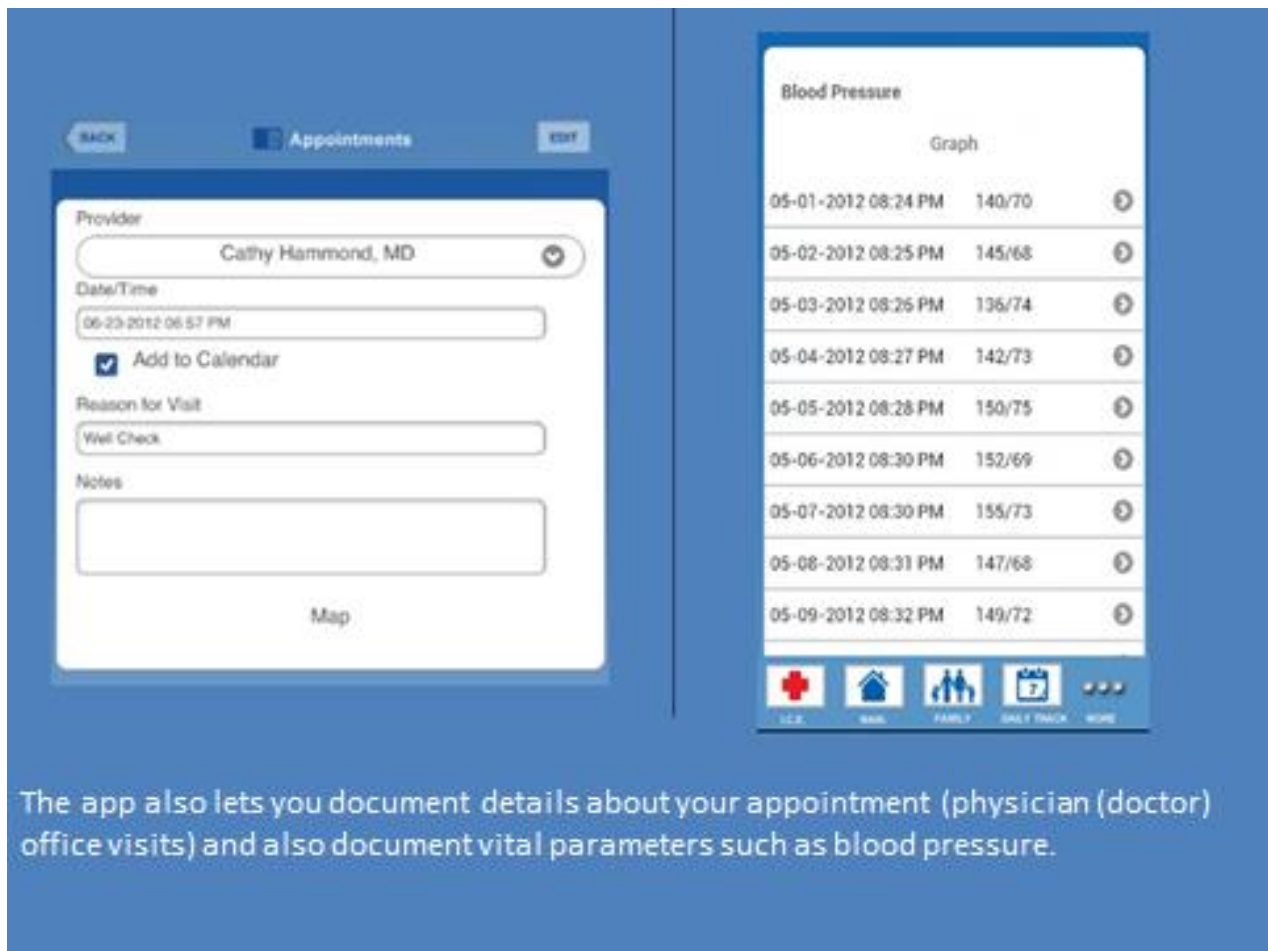 BACK
Appointments
EDIT
Provider
Cathy Hammond, MD
Date/Time
06-23-2012 06:57 PM
Add to Calendar
Reason for Visit
Well Check
Notes
Map
Blood Pressure
Graph
05-01-2012 08:24 PM 140/70
05-02-2012 08:25 PM 145/68
05-03-2012 08:26 PM 136/74
05-04-2012 08:27 PM 142/73
05-05-2012 08:28 PM 150/75
05-06-2012 08:30 PM 152/69
05-07-2012 08:30 PM 155/73
05-08-2012 08:31 PM 147/68
05-09-2012 08:32 PM 149/72
7
I.C.E. MAIN FAMILY DAILY TRACK MORE
The app also lets you document details about your appointment (physician (doctor)
office visits) and also document vital parameters such as blood pressure.